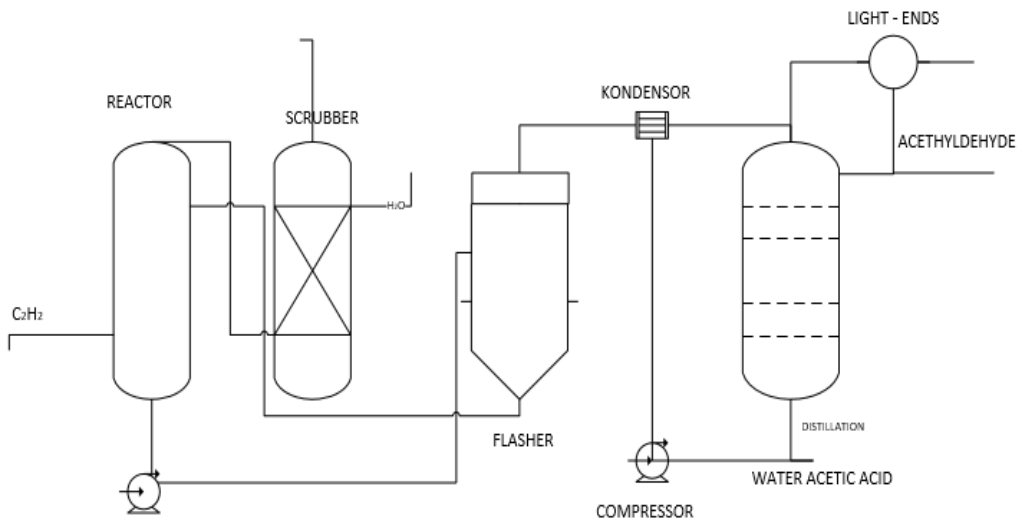 LIGHT - ENDS
REACTOR
SCRUBBER
KONDENSOR
ACETHYLDEHYDE
H₂O
C₂H₂
DISTILLATION
FLASHER
WATER ACETIC ACID
COMPRESSOR